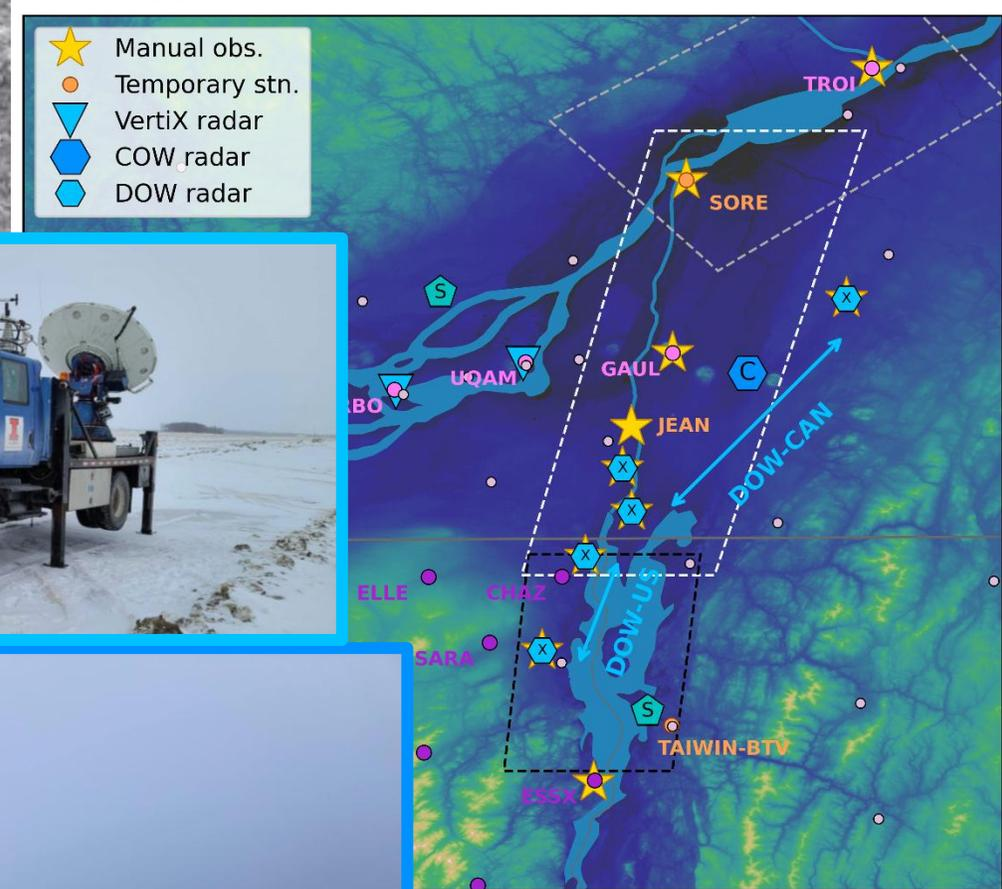 Manual obs.
Temporary stn.
VertiX radar
COW radar
DOW radar
TROI
SORE
S
X
UQAM
GAUL
C
RBO
JEAN
DOW-CAN
X
X
X
ELLE
CHAZ
DOW-US
SARA
X
S
TAIWIN-BTV
ESSX